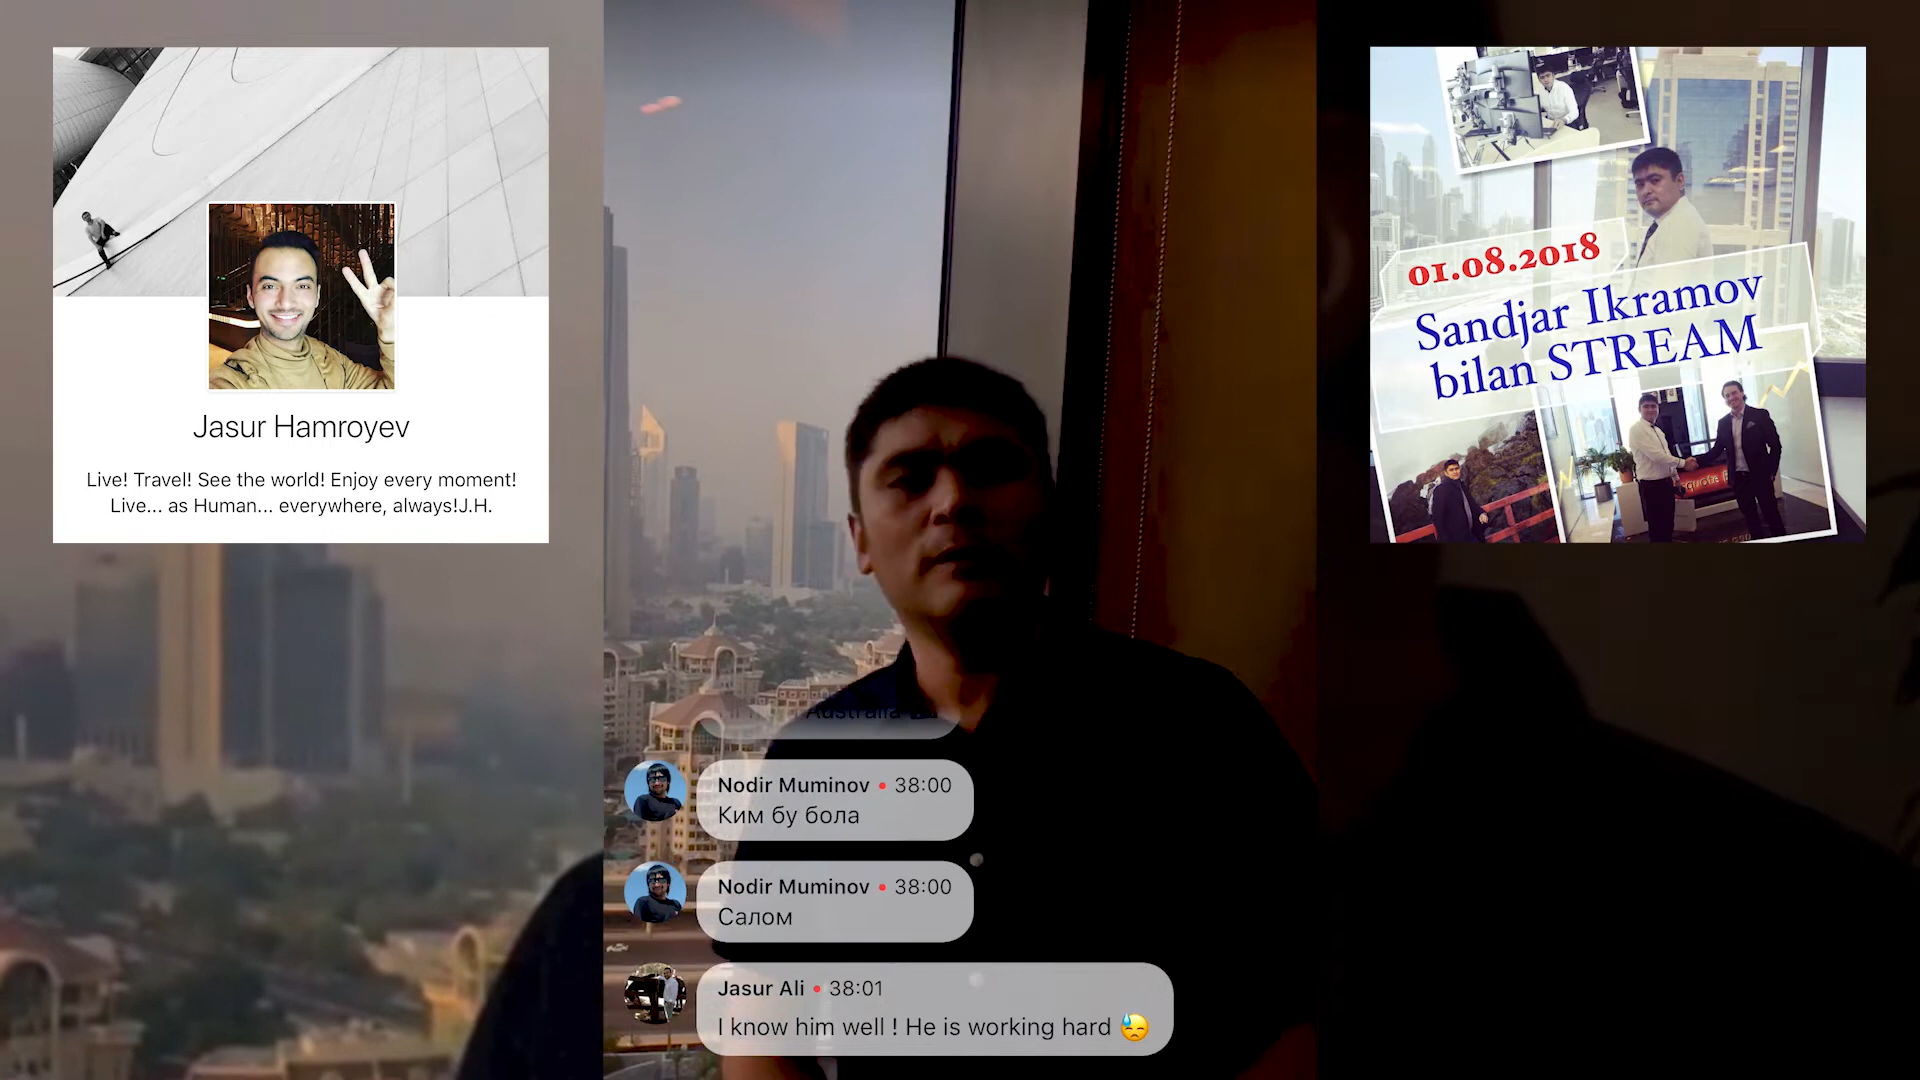 Jasur Hamroyev
Live! Travel! See the world! Enjoy every moment!
Live... as Human... everywhere, always!J.H.
Australia
Nodir Muminov • 38:00
Ким бу бола
Nodir Muminov • 38:00
Салом
Jasur Ali • 38:01
I know him well ! He is working hard 😓
01.08.2018
Sandjar Ikramov
bilan STREAM